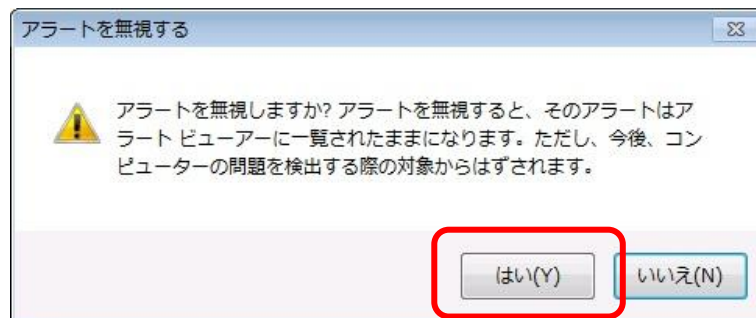 アラートを無視する
アラートを無視しますか? アラートを無視すると、そのアラートはア
ラート ビューアーに一覧されたままになります。ただし、今後、コン
ピューターの問題を検出する際の対象からはずされます。
はい(Y)
いいえ(N)